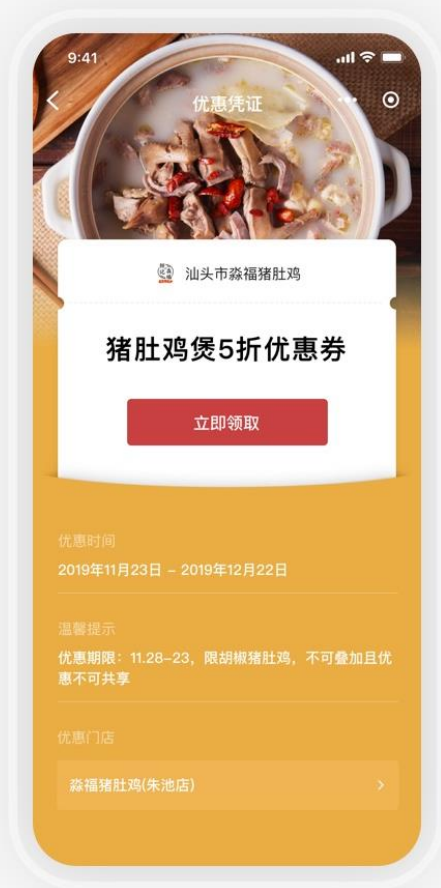 9:41
优惠凭证
汕头市淼福猪肚鸡
猪肚鸡煲5折优惠券
立即领取
优惠时间
2019年11月23日 - 2019年12月22日
温馨提示
优惠期限：11.28-23，限胡椒猪肚鸡，不可叠加且优
惠不可共享
优惠门店
淼福猪肚鸡(朱池店)